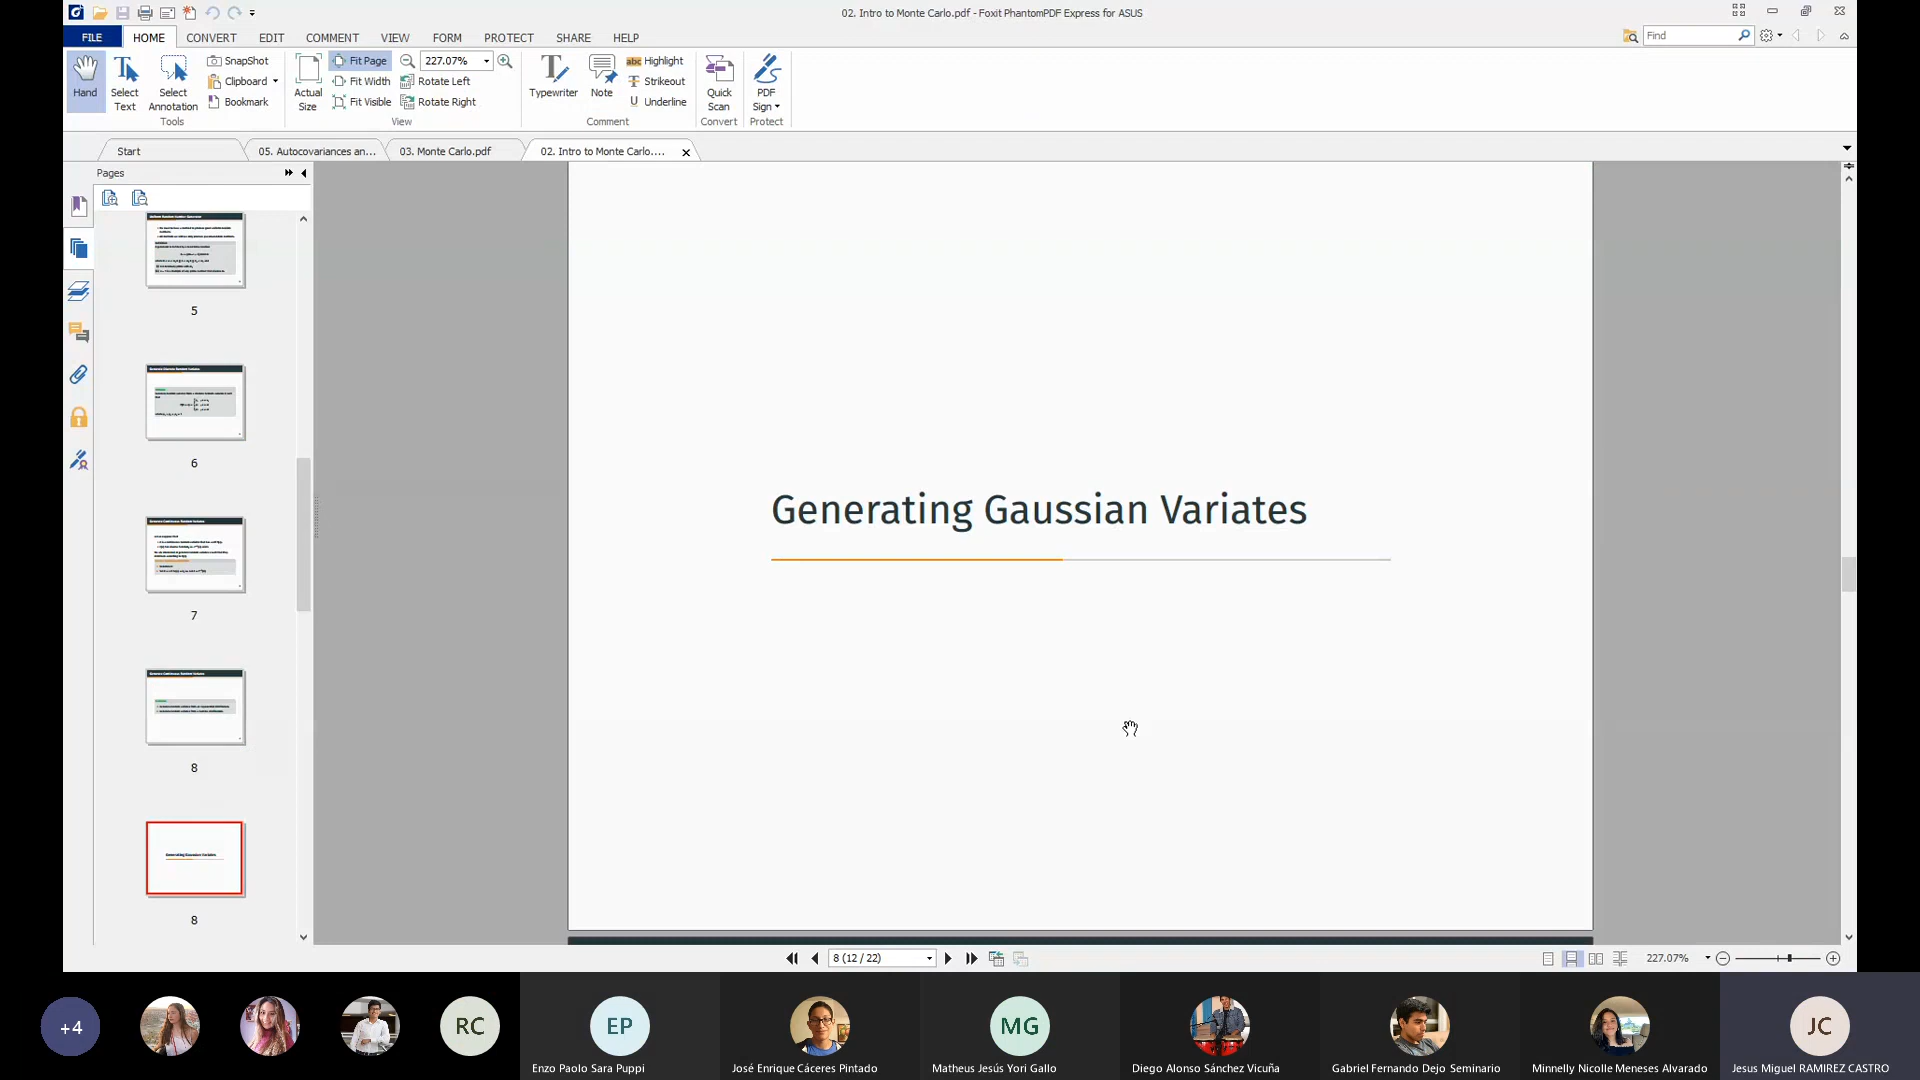 02. Intro to Monte Carlo.pdf - Foxit PhantomPDF Express for ASUS
FILE
HOME
CONVERT
EDIT
COMMENT
VIEW
FORM
PROTECT
SHARE
HELP
Find
Hand
Select Text
Select Annotation
SnapShot
Clipboard
Bookmark
Tools
Actual Size
Fit Page
Fit Width
Fit Visible
227.07%
Rotate Left
Rotate Right
View
Typewriter
Note
Highlight
Strikeout
Underline
Comment
Quick Scan
Convert
PDF Sign
Protect
Start
05. Autocovariances an...
03. Monte Carlo.pdf
02. Intro to Monte Carlo....
Pages
5
6
7
8
Generating Gaussian Variates
8
Generating Gaussian Variates
8 (12 / 22)
227.07%
+4
RC
EP
Enzo Paolo Sara Puppi
José Enrique Cáceres Pintado
MG
Matheus Jesús Yori Gallo
Diego Alonso Sánchez Vicuña
Gabriel Fernando Dejo Seminario
Minnelly Nicolle Meneses Alvarado
JC
Jesus Miguel RAMIREZ CASTRO